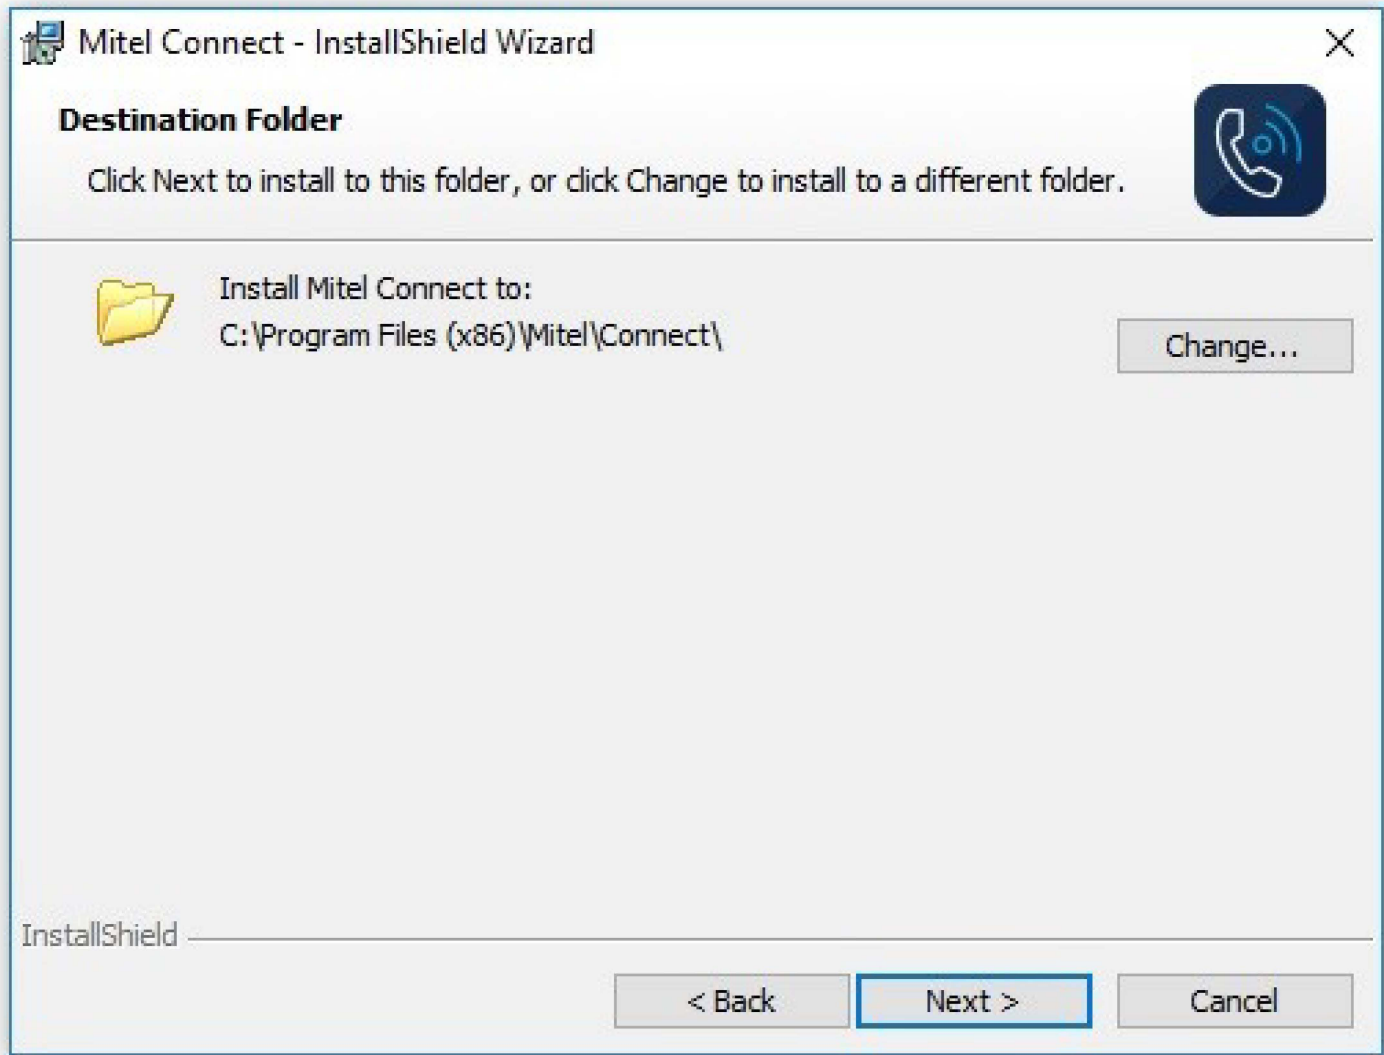 Mitel Connect - InstallShield Wizard
Destination Folder
Click Next to install to this folder, or click Change to install to a different folder.
Install Mitel Connect to:
C:\Program Files (x86)\Mitel\Connect\
Change...
InstallShield
< Back
Next >
Cancel